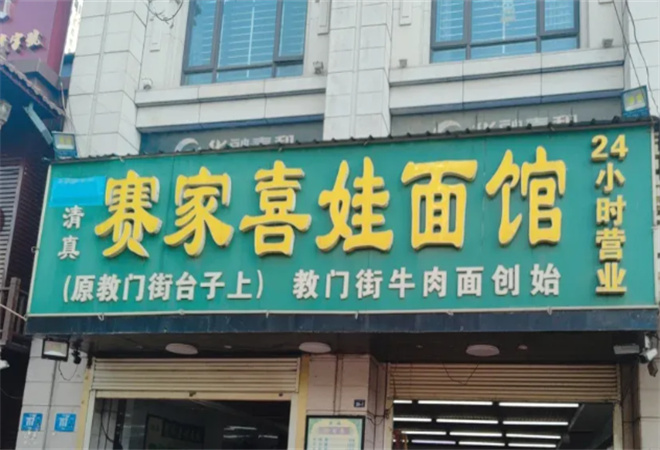 清真
赛家喜娃面馆
24小时营业
(原教门街台子上) 教门街牛肉面创始